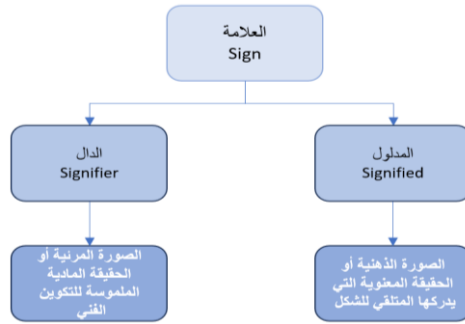 العلامة
Sign
الدال
Signifier
المدلول
Signified
الصورة المرئية أو
الحقيقة المادية
الملموسة للتكوين
الفني
الصورة الذهنية أو
الحقيقة المعنوية التي
يدركها المتلقي للشكل